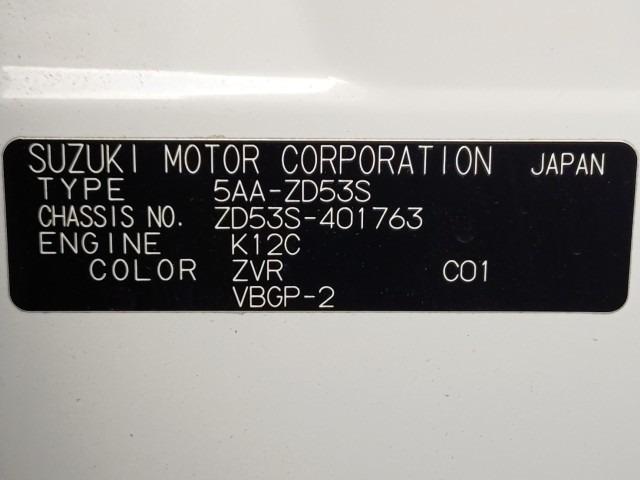 SUZUKI MOTOR CORPORATION JAPAN
TYPE 5AA-ZD53S
CHASSIS NO. ZD53S-401763
ENGINE K12C
COLOR ZVR C01
VBGP-2